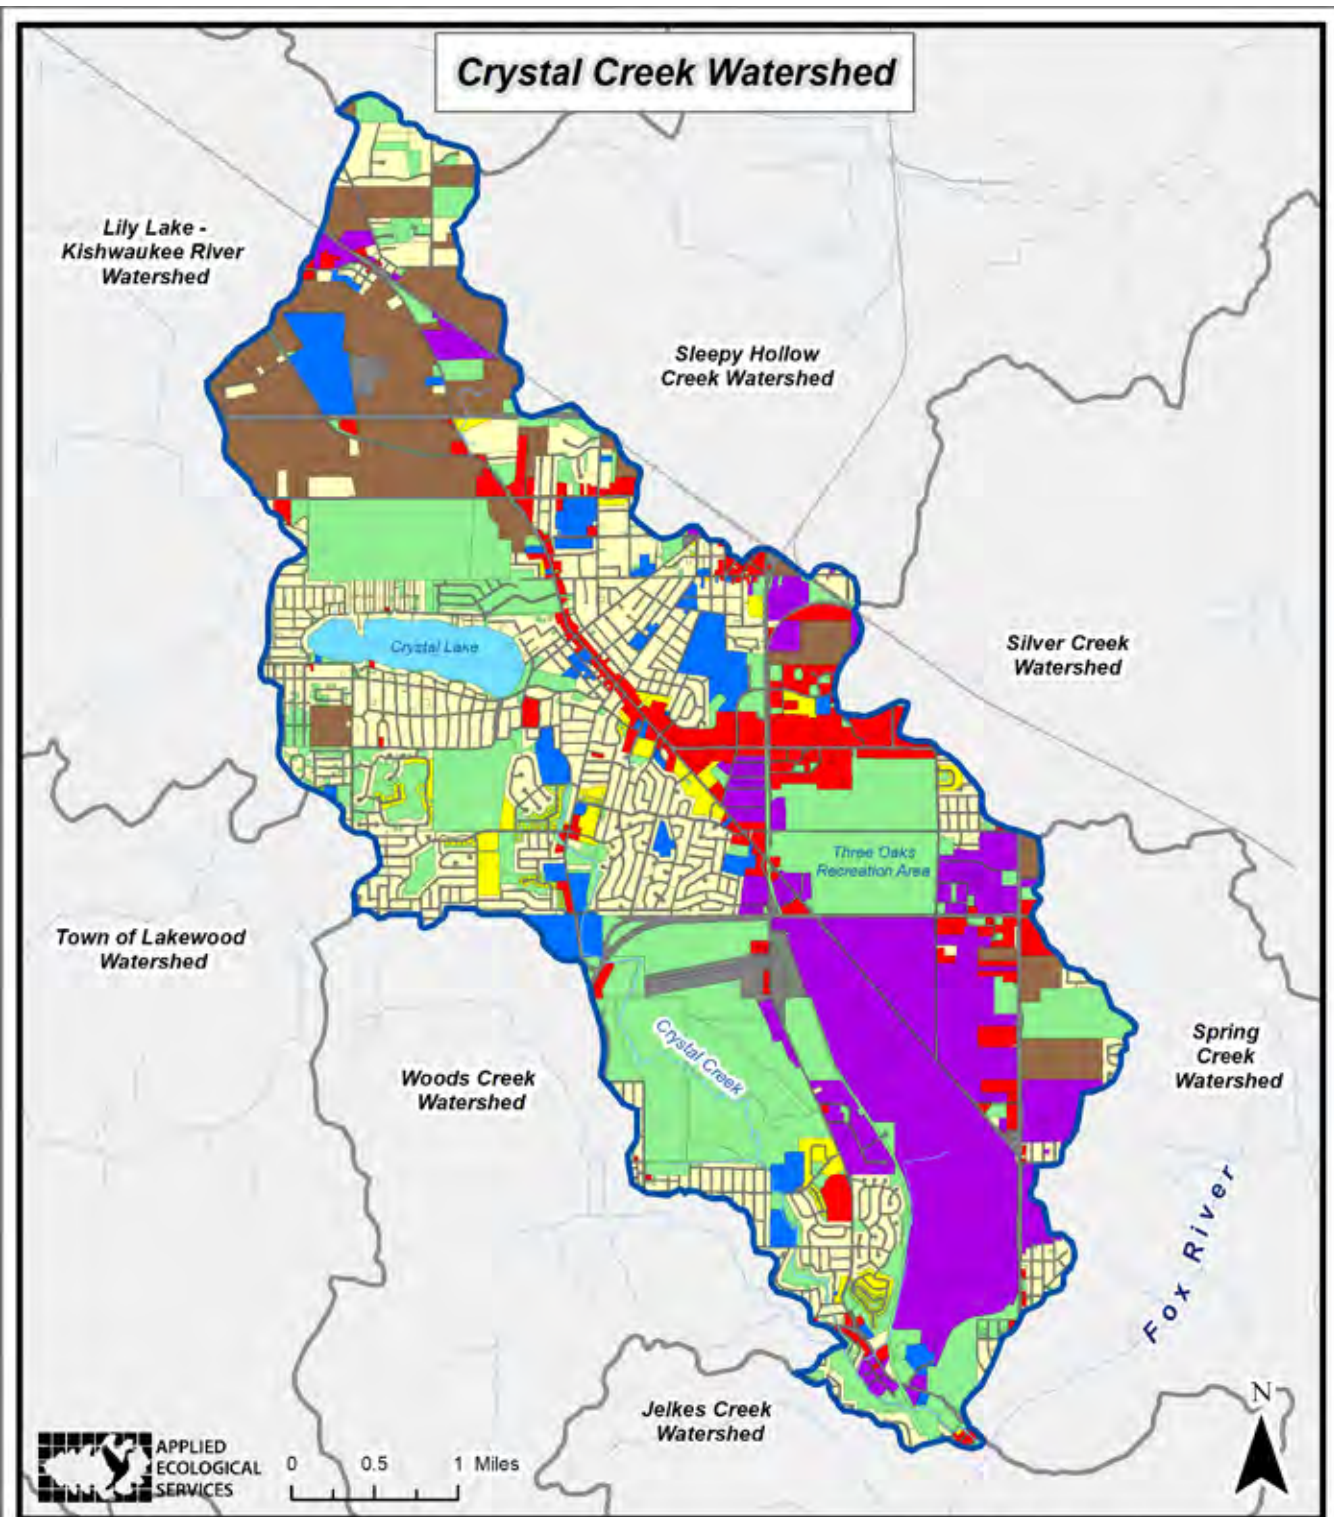 Crystal Creek Watershed
Lily Lake -
Kishwaukee River
Watershed
Sleepy Hollow
Creek Watershed
Crystal Lake
Silver Creek
Watershed
Three Oaks
Recreation Area
Town of Lakewood
Watershed
Crystal Creek
Spring
Creek
Watershed
Woods Creek
Watershed
Fox River
Jelkes Creek
Watershed
N
APPLIED
ECOLOGICAL
SERVICES
0 0.5 1 Miles